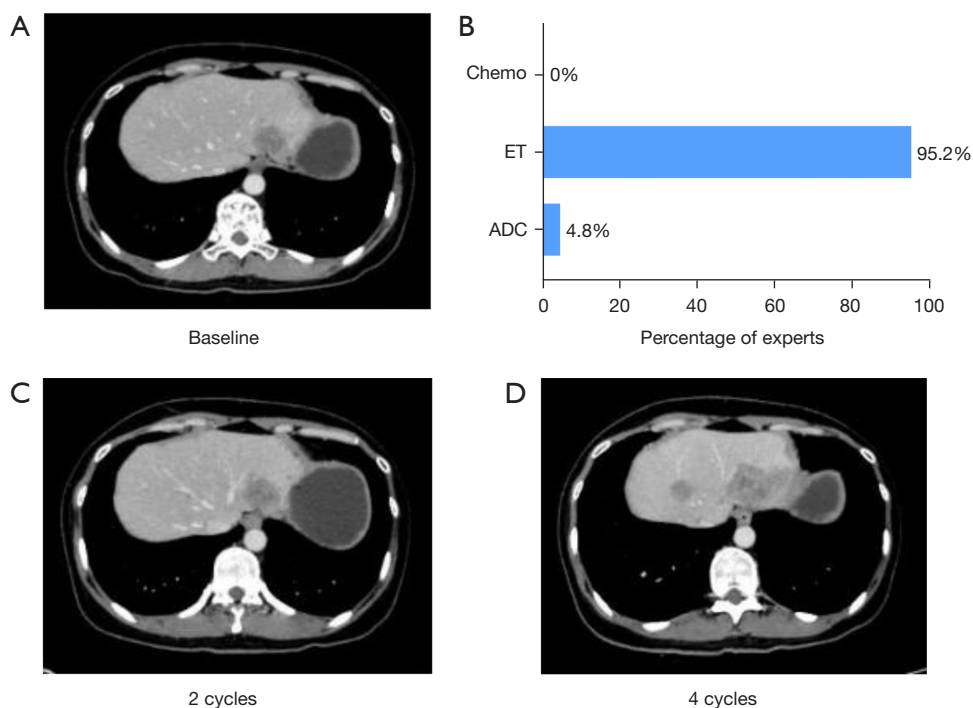 A
B
Chemo
0%
ET
95.2%
ADC
4.8%
0
20
40
60
80
100
Baseline
Percentage of experts
C
D
2 cycles
4 cycles